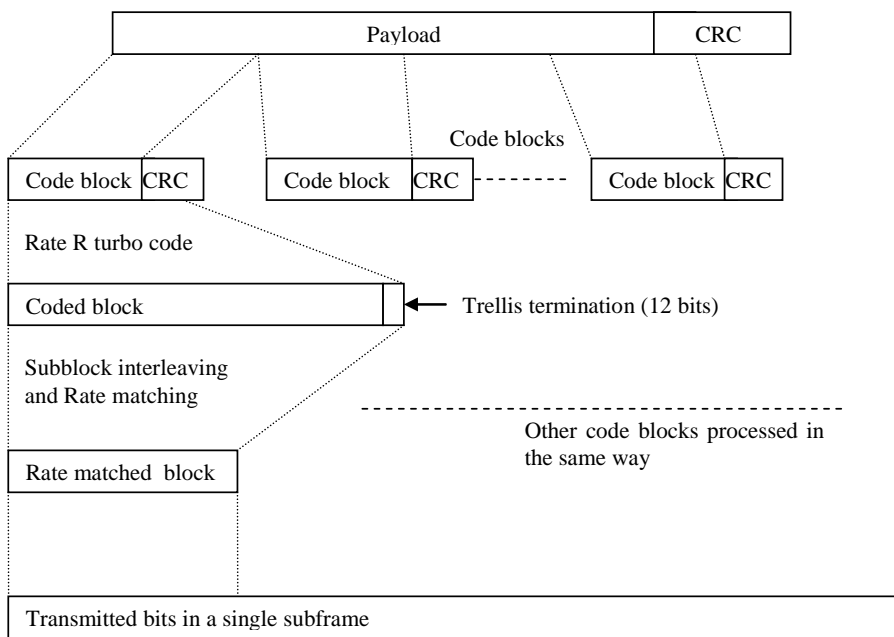 Payload CRC
Code blocks
Code block CRC Code block CRC Code block CRC
Rate R turbo code
Coded block
Trellis termination (12 bits)
Subblock interleaving
and Rate matching
Other code blocks processed in
the same way
Rate matched block
Transmitted bits in a single subframe